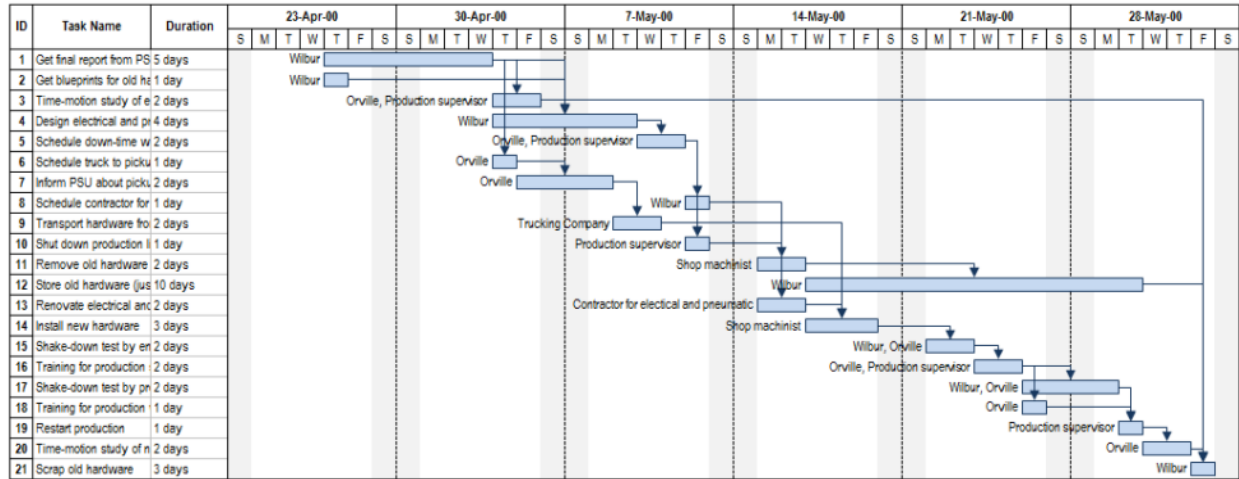 ID Task Name Duration 23-Apr-00 30-Apr-00 7-May-00 14-May-00 21-May-00 28-May-00
S M T W T F S S M T W T F S S M T W T F S S M T W T F S S M T W T F S S M T W T F S
1 Get final report from PS 5 days Wilbur
2 Get blueprints for old ha 1 day Wilbur
3 Time-motion study of e 2 days Orville, Production supervisor
4 Design electrical and pr 4 days Wilbur
5 Schedule down-time w 2 days Orville, Production supervisor
6 Schedule truck to picku 1 day Orville
7 Inform PSU about picku 2 days Orville
8 Schedule contractor for 1 day Wilbur
9 Transport hardware fro 2 days Trucking Company
10 Shut down production li 1 day Production supervisor
11 Remove old hardware 2 days Shop machinist
12 Store old hardware (jus 10 days Wilbur
13 Renovate electrical anc 2 days Contractor for electical and pneumatic
14 Install new hardware 3 days Shop machinist
15 Shake-down test by en 2 days Wilbur, Orville
16 Training for production 2 days Orville, Production supervisor
17 Shake-down test by pr 2 days Wilbur, Orville
18 Training for production 1 day Orville
19 Restart production 1 day Production supervisor
20 Time-motion study of n 2 days Orville
21 Scrap old hardware 3 days Wilbur